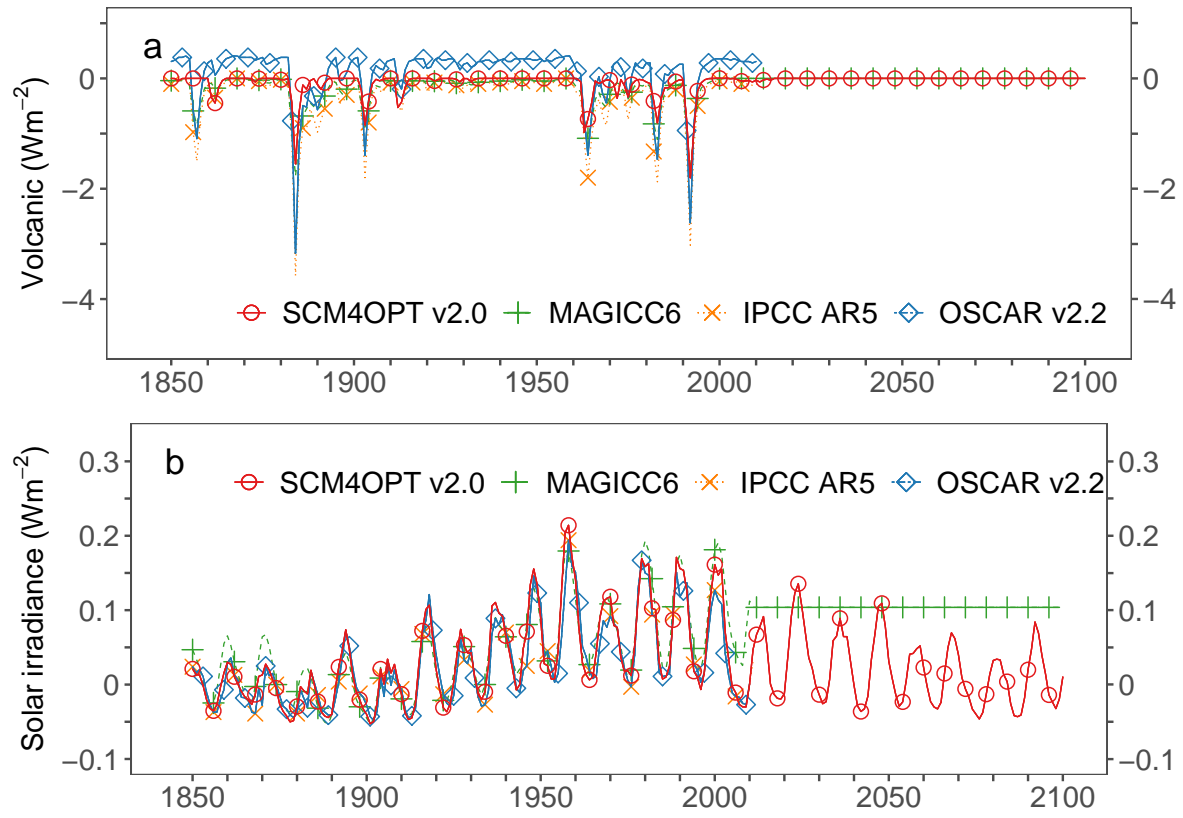 a
Volcanic (Wm−2)
0 0
−2 −2
−4 −4
SCM4OPT v2.0 MAGICC6 IPCC AR5 OSCAR v2.2
1850 1900 1950 2000 2050 2100
b
Solar irradiance (Wm−2)
SCM4OPT v2.0 MAGICC6 IPCC AR5 OSCAR v2.2
0.3 0.3
0.2 0.2
0.1 0.1
0 0
−0.1 −0.1
1850 1900 1950 2000 2050 2100